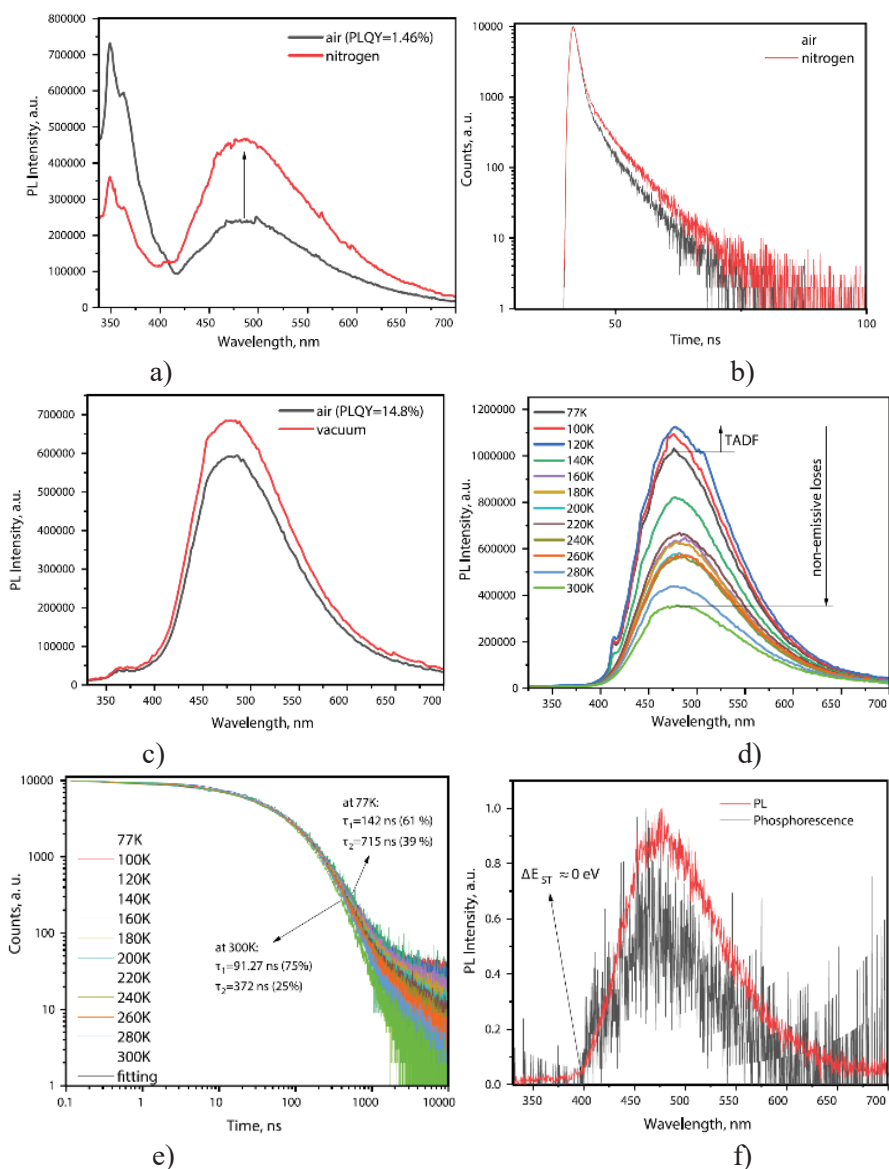 air (PLQY=1.46%)
nitrogen
PL Intensity, a.u.
800000
700000
600000
500000
400000
300000
200000
100000
0
350 400 450 500 550 600 650 700
Wavelength, nm
a)
air
nitrogen
Counts, a. u.
10000
1000
100
10
1
50 100
Time, ns
b)
air (PLQY=14.8%)
vacuum
PL Intensity, a.u.
700000
600000
500000
400000
300000
200000
100000
0
350 400 450 500 550 600 650 700
Wavelength, nm
c)
77K
100K
120K
140K
160K
180K
200K
220K
240K
260K
280K
300K
TADF
non-emissive loses
PL Intensity, a.u.
1200000
1000000
800000
600000
400000
200000
0
350 400 450 500 550 600 650 700
Wavelength, nm
d)
at 77K:
τ1=142 ns (61 %)
τ2=715 ns (39 %)
at 300K:
τ1=91.27 ns (75%)
τ2=372 ns (25%)
77K
100K
120K
140K
160K
180K
200K
220K
240K
260K
280K
300K
fitting
Counts, a.u.
10000
1000
100
10
1
0.1 1 10 100 1000 10000
Time, ns
e)
PL
Phosphorescence
ΔE ST ≈ 0 eV
PL Intensity, a.u.
1.0
0.8
0.6
0.4
0.2
0.0
350 400 450 500 550 600 650 700
Wavelength, nm
f)